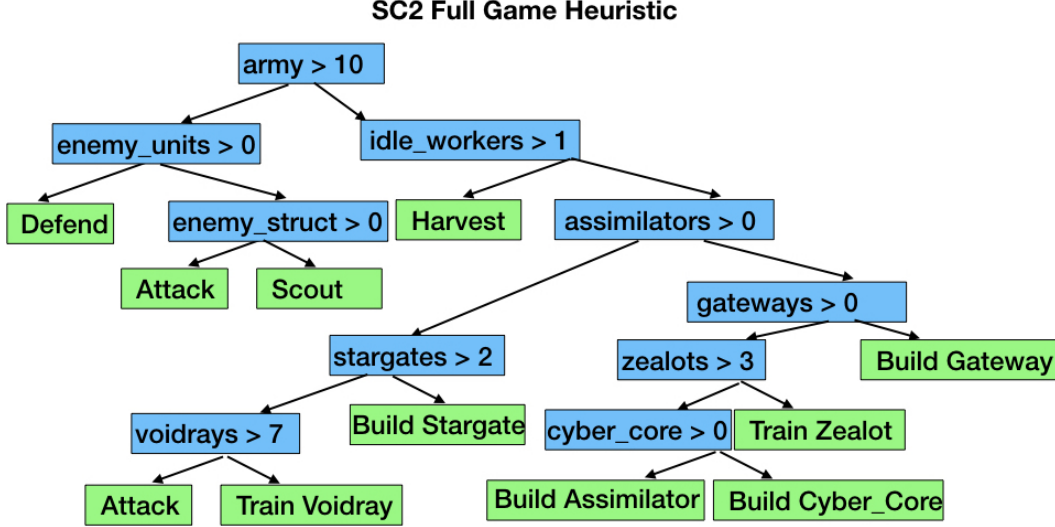 SC2 Full Game Heuristic
army > 10
enemy_units > 0
idle_workers > 1
Defend
enemy_struct > 0
Harvest
assimilators > 0
Attack
Scout
gateways > 0
stargates > 2
zealots > 3
Build Gateway
voidrays > 7
Build Stargate
cyber_core > 0
Train Zealot
Attack
Train Voidray
Build Assimilator
Build Cyber_Core